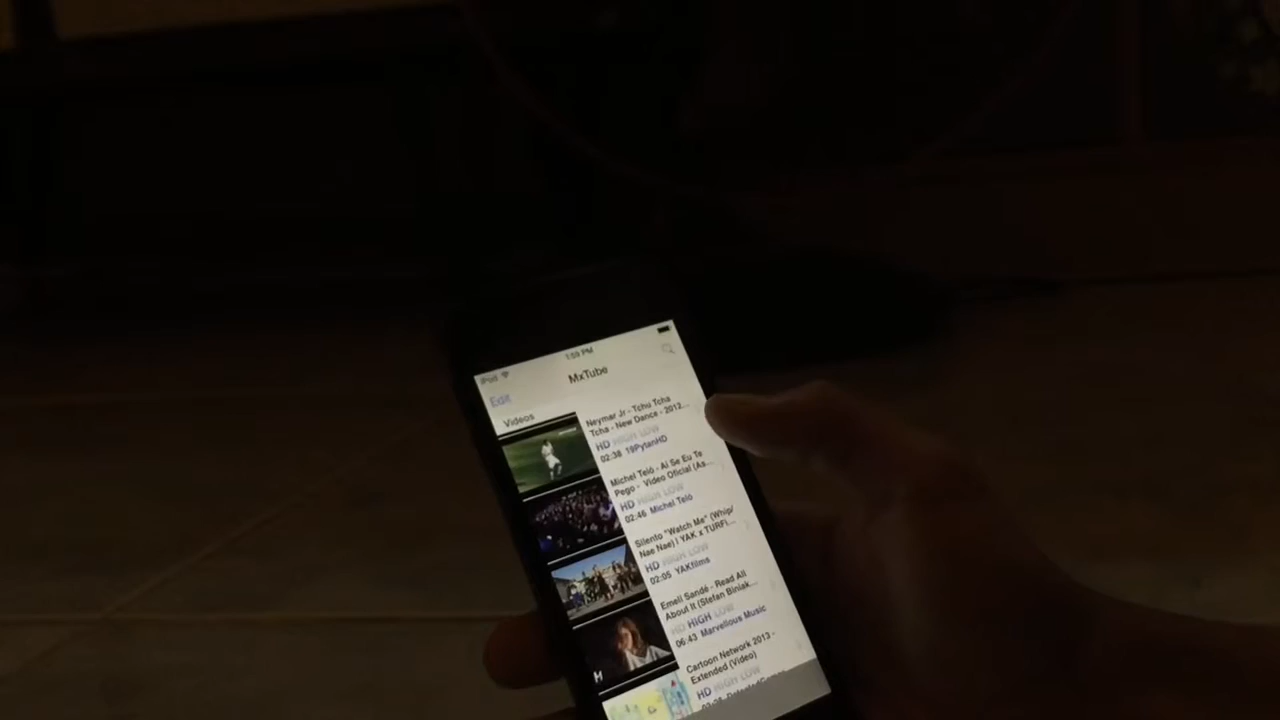 iPod
1:59 PM
MxTube
Edit
Videos
Neymar Jr - Tchu Tcha
Tcha - New Dance - 2012...
HD HIGH LOW
02:38 19PytanHD
Michel Teló - Ai Se Eu Te
Pego - Video Oficial (As...
HD HIGH LOW
02:46 Michel Teló
Silento "Watch Me" (Whip/
Nae Nae) | YAK x TURFi...
HD HIGH LOW
02:05 YAKfilms
Emeli Sandé - Read All
About It (Stefan Biniak...
HD HIGH LOW
06:43 Marvellous Music
H
Cartoon Network 2013 -
Extended (Video)
HD HIGH LOW